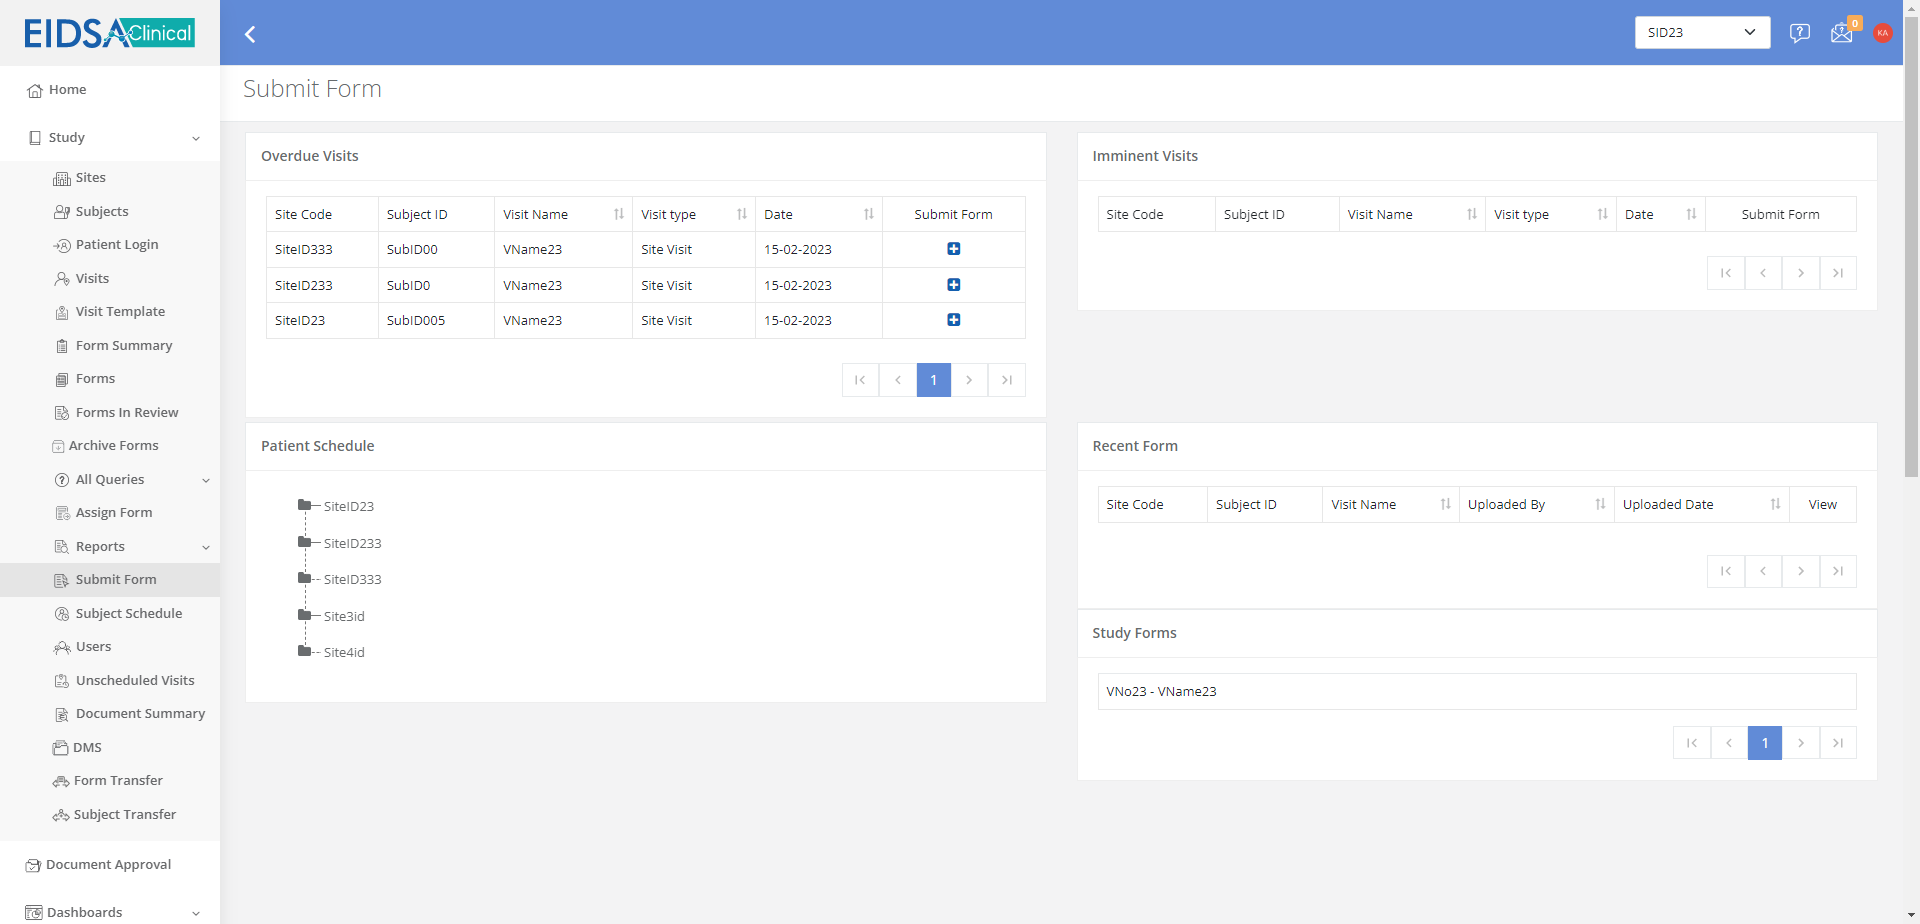 EIDSA Clinical
SID23
0
KA
Home
Study
Sites
Subjects
Patient Login
Visits
Visit Template
Form Summary
Forms
Forms In Review
Archive Forms
All Queries
Assign Form
Reports
Submit Form
Subject Schedule
Users
Unscheduled Visits
Document Summary
DMS
Form Transfer
Subject Transfer
Document Approval
Dashboards
Submit Form
Overdue Visits
Site Code Subject ID Visit Name Visit type Date Submit Form
SiteID333 SubID00 VName23 Site Visit 15-02-2023
SiteID233 SubID0 VName23 Site Visit 15-02-2023
SiteID23 SubID005 VName23 Site Visit 15-02-2023
1
Imminent Visits
Site Code Subject ID Visit Name Visit type Date Submit Form
Patient Schedule
SiteID23
SiteID233
SiteID333
Site3id
Site4id
Recent Form
Site Code Subject ID Visit Name Uploaded By Uploaded Date View
Study Forms
VNo23 - VName23
1